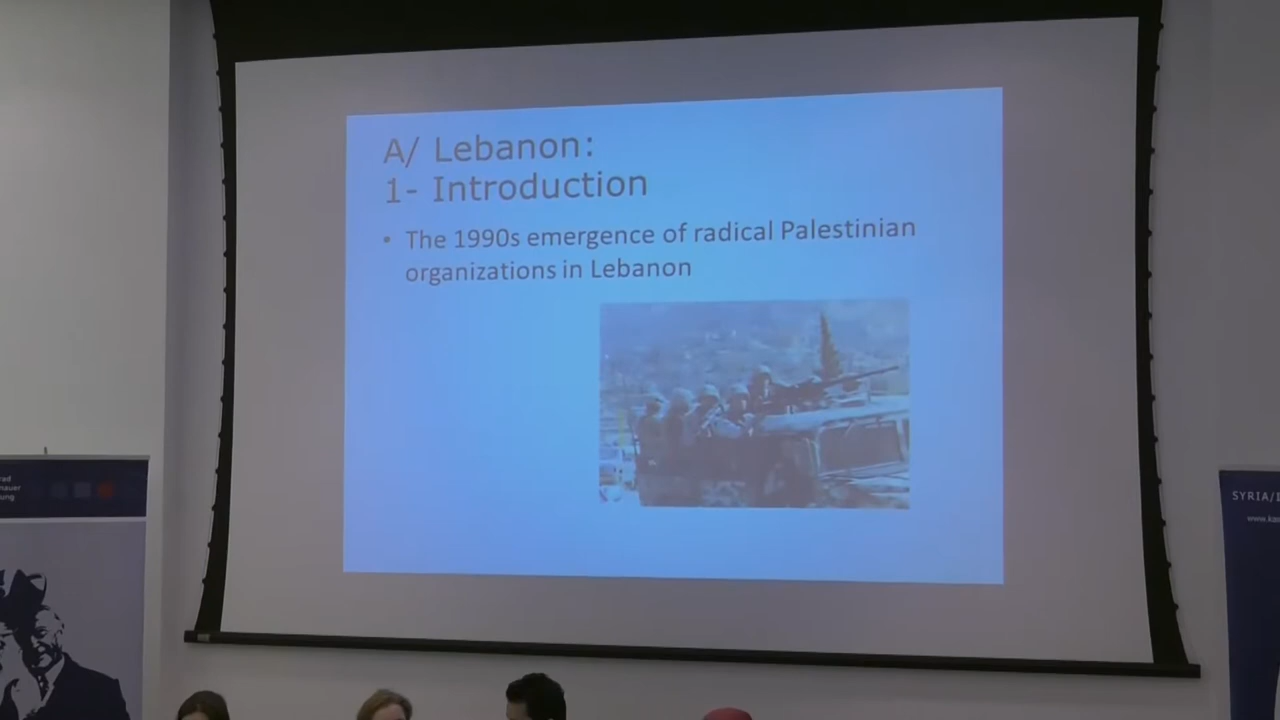 A/ Lebanon:
1- Introduction
• The 1990s emergence of radical Palestinian
organizations in Lebanon
SYRIA/